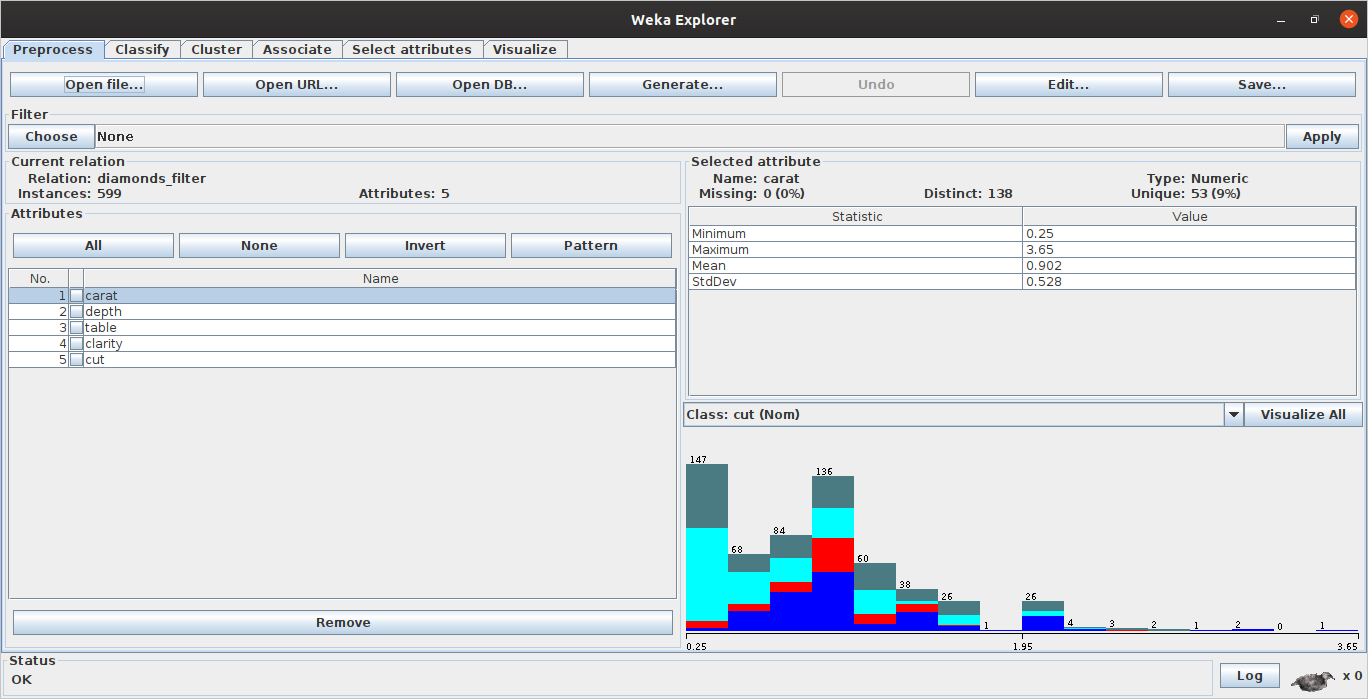 Weka Explorer
Preprocess Classify Cluster Associate Select attributes Visualize
Open file... Open URL... Open DB... Generate... Undo Edit... Save...
Filter
Choose None Apply
Current relation
Relation: diamonds_filter
Instances: 599 Attributes: 5
Attributes
All None Invert Pattern
No. Name
1 carat
2 depth
3 table
4 clarity
5 cut
Remove
Selected attribute
Name: carat Type: Numeric
Missing: 0 (0%) Distinct: 138 Unique: 53 (9%)
Statistic Value
Minimum 0.25
Maximum 3.65
Mean 0.902
StdDev 0.528
Class: cut (Nom) Visualize All
147 68 84 136 60 38 26 1 26 4 3 2 1 2 0 1
0.25 1.95 3.65
Status
OK
Log x 0